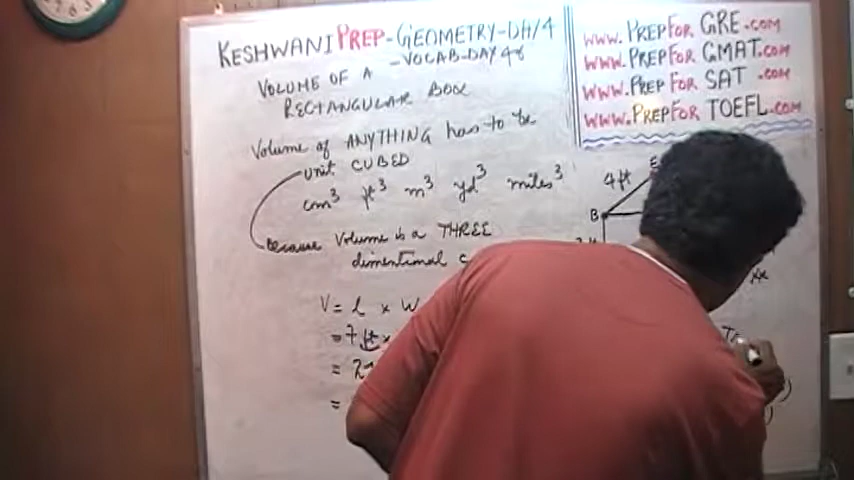 KESHWANI PREP-GEOMETRY-DH/4
-VOCAB-DAY 48
VOLUME OF A
RECTANGULAR BOX
Volume of ANYTHING has to be
unit CUBED
cm³ ft³ m³ yd³ miles³
because Volume is a THREE
dimentional
V = l x W
= 7 ft x
=
=
www.PREPFOR GRE.com
www.PREPFOR GMAT.com
www.PREP FOR SAT.com
www.PREPFOR TOEFL.com
4 ft
E
B